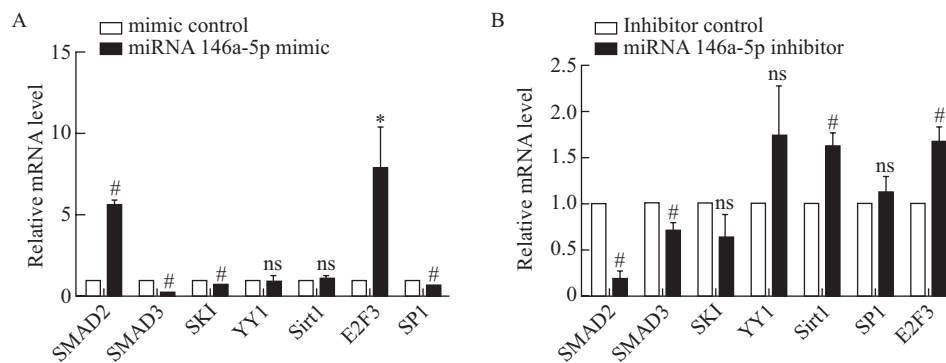 A
mimic control
miRNA 146a-5p mimic
Relative mRNA level
15
10
5
0
#
#
#
ns
ns
*
#
SMAD2
SMAD3
SKI
YY1
Sirt1
E2F3
SP1
B
Inhibitor control
miRNA 146a-5p inhibitor
Relative mRNA level
2.5
2.0
1.5
1.0
0.5
0
#
#
ns
ns
#
ns
#
SMAD2
SMAD3
SKI
YY1
Sirt1
SP1
E2F3